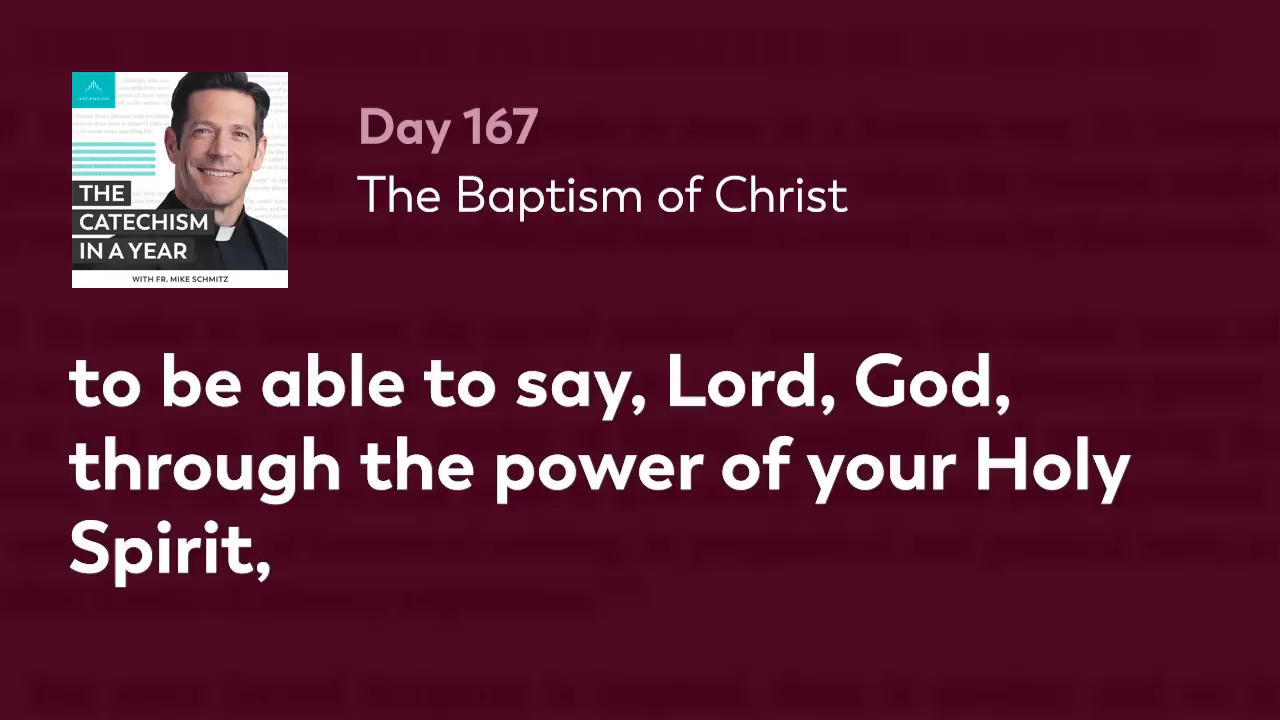 ASCENSION
THE
CATECHISM
IN A YEAR
WITH FR. MIKE SCHMITZ
Day 167
The Baptism of Christ
to be able to say, Lord, God,
through the power of your Holy
Spirit,